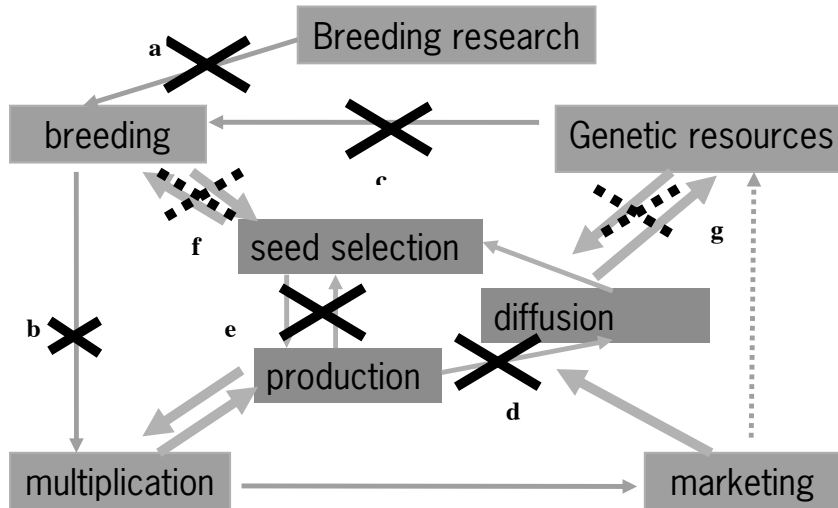 Breeding research
a
breeding
Genetic resources
c
f
g
seed selection
diffusion
b
e
production
d
multiplication
marketing